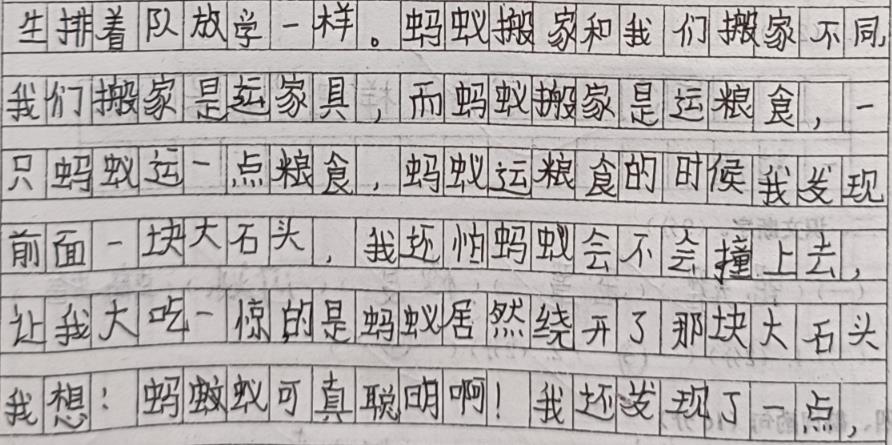 生排着队放学一样。蚂蚁搬家和我们搬家不同,
我们搬家是运家具,而蚂蚁搬家是运粮食,一
只蚂蚁运一点粮食,蚂蚁运粮食的时候我发现
前面一块大石头,我还怕蚂蚁会不会撞上去,
让我大吃一惊的是蚂蚁居然绕开了那块大石头
我想:蚂蚁蚁可真聪明啊!我还发现了一点,